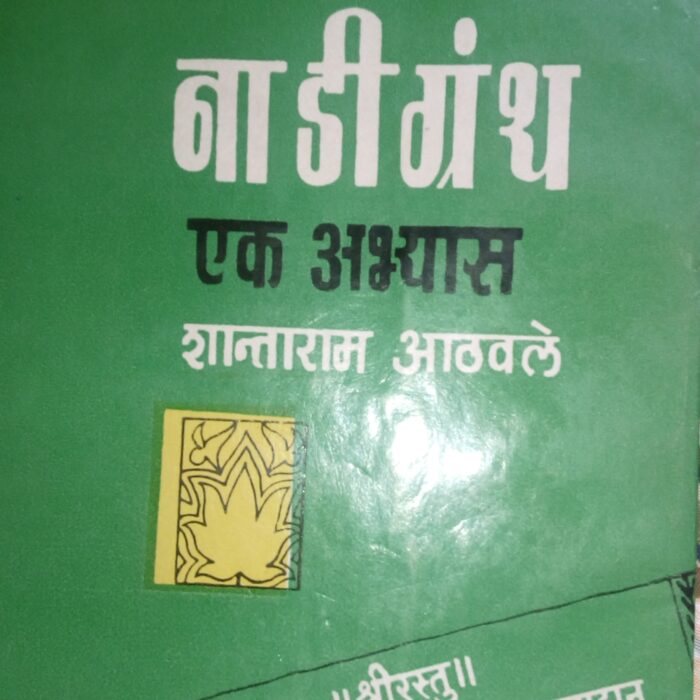 नाडीग्रंथ
एक अभ्यास
शान्ताराम आठवले
॥श्रीरस्तु॥